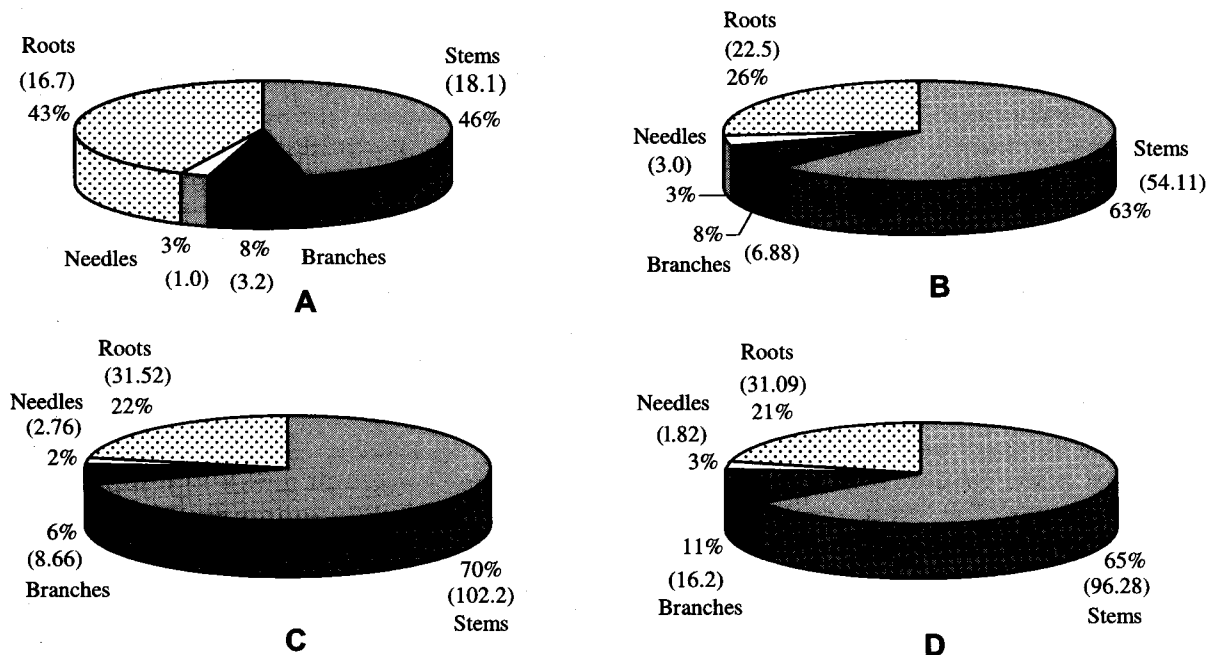 Roots
(16.7)
43%
Stems
(18.1)
46%
Needles
3%
(1.0)
8%
(3.2)
Branches
A
Roots
(22.5)
26%
Needles
(3.0)
3%
Stems
(54.11)
63%
8%
(6.88)
Branches
B
Roots
(31.52)
22%
Needles
(2.76)
2%
6%
(8.66)
Branches
70%
(102.2)
Stems
C
Roots
(31.09)
21%
Needles
(1.82)
3%
11%
(16.2)
Branches
65%
(96.28)
Stems
D